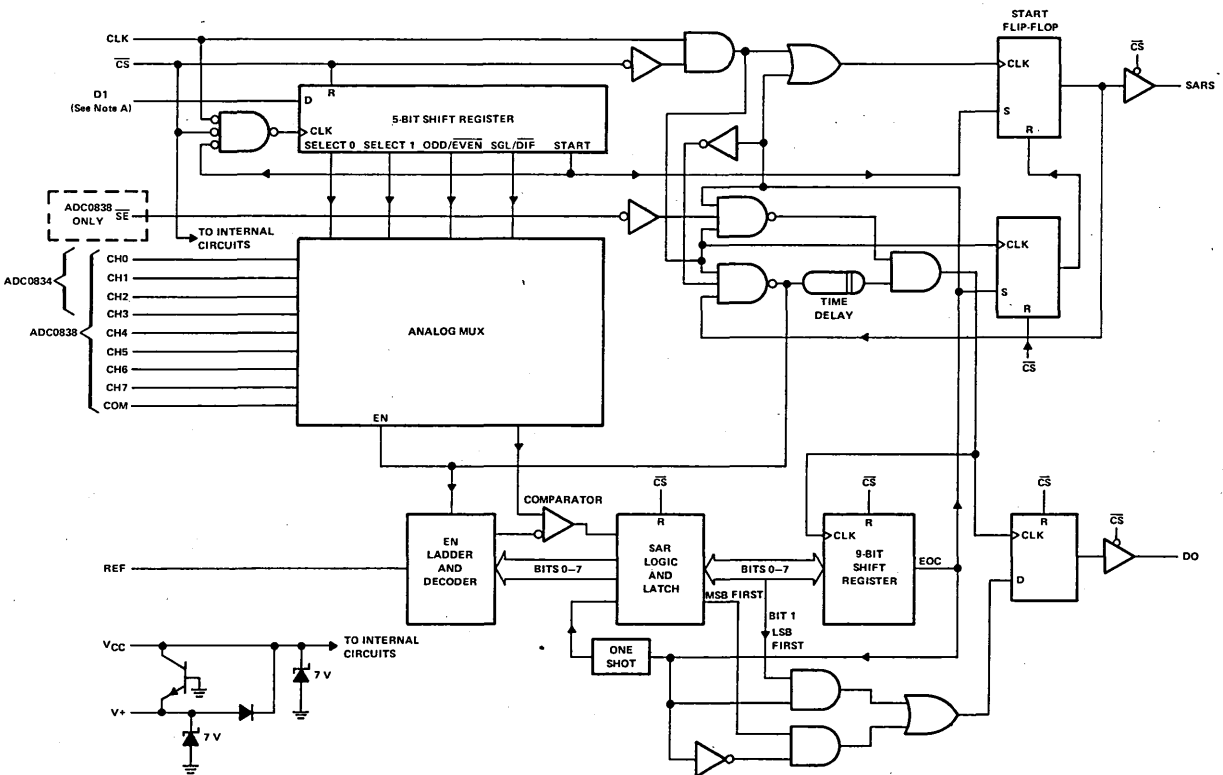 START
FLIP-FLOP
CLK
CS
D1
(See Note A)
D
R
5-BIT SHIFT REGISTER
CLK
SELECT 0 SELECT 1 ODD/EVEN SGL/DIF START
CLK
S
R
CS
SARS
ADC0838
ONLY
SE
TO INTERNAL
CIRCUITS
CH0
CH1
CH2
CH3
CH4
CH5
CH6
CH7
COM
ADC0834
ADC0838
ANALOG MUX
EN
TIME
DELAY
CLK
S
R
CS
COMPARATOR
EN
LADDER
AND
DECODER
REF
BITS 0–7
CS
R
SAR
LOGIC
AND
LATCH
MSB FIRST
BITS 0–7
BIT 1
LSB
FIRST
CS
R
CLK
9-BIT
SHIFT
REGISTER
EOC
CS
R
CLK
D
CS
DO
ONE
SHOT
VCC
TO INTERNAL
CIRCUITS
7 V
V+
7 V